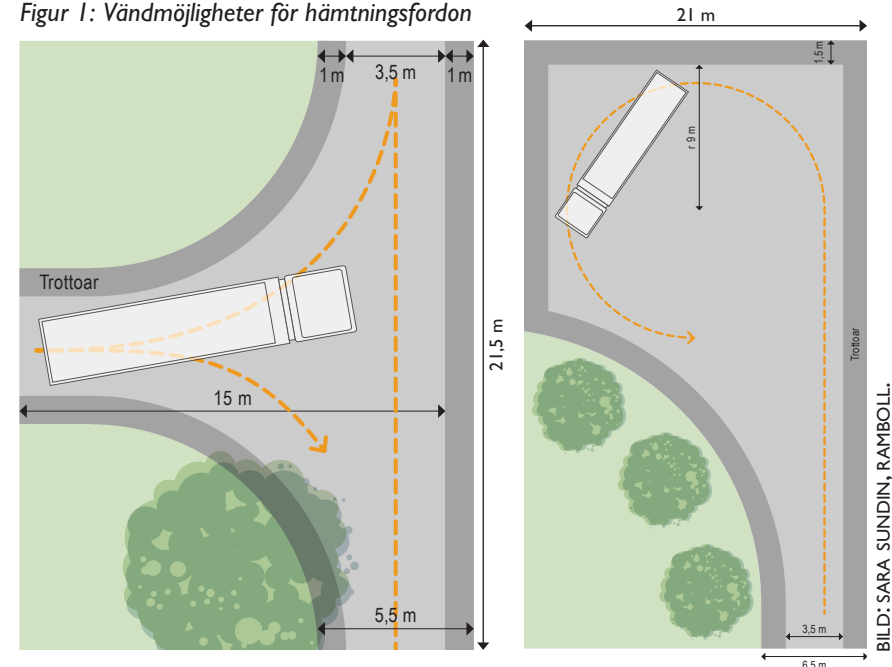 Figur 1: Vändmöjligheter för hämtningsfordon
1 m
3,5 m
1 m
Trottoar
15 m
5,5 m
21,5 m
21 m
1,5 m
r 9 m
Trottoar
3,5 m
6,5 m
BILD: SARA SUNDIN, RAMBOLL.